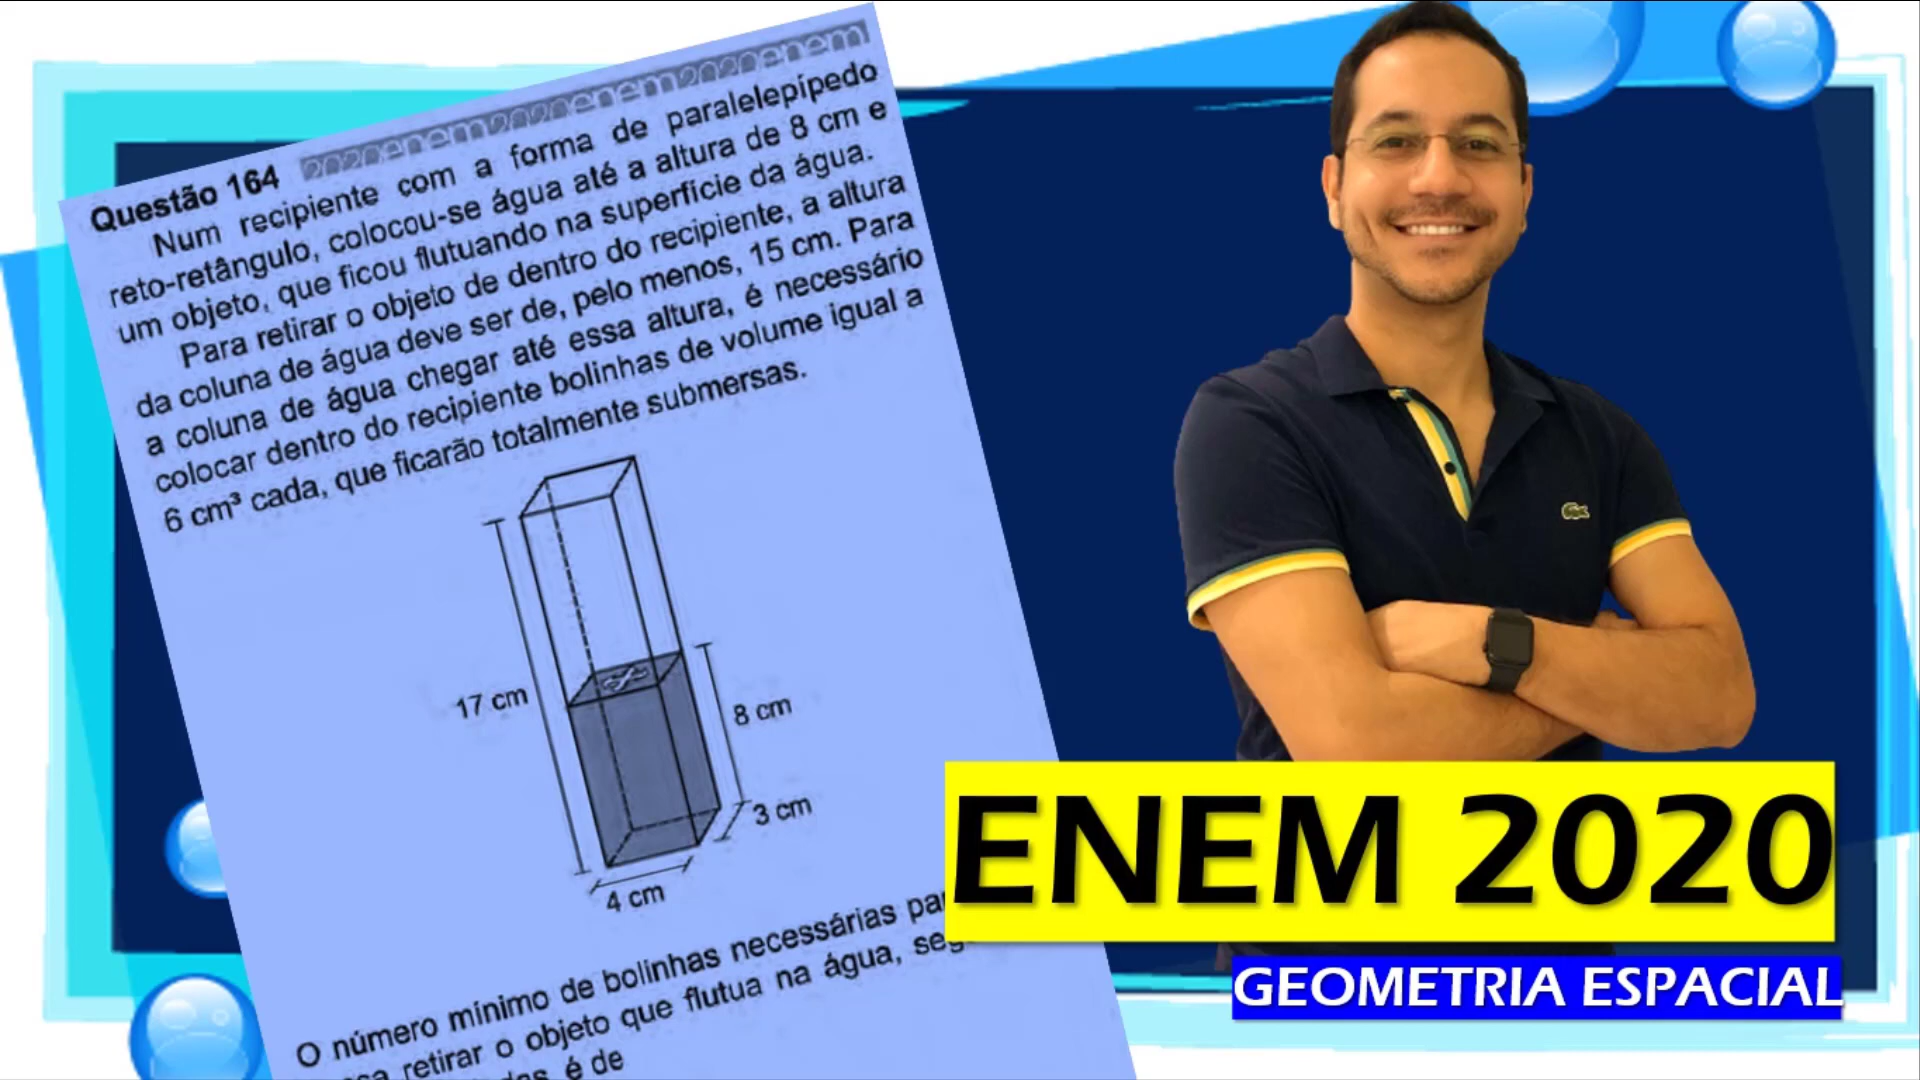 2020enem2020enem2020enem
Questão 164
Num recipiente com a forma de paralelepípedo
reto-retângulo, colocou-se água até a altura de 8 cm e
um objeto, que ficou flutuando na superfície da água.
Para retirar o objeto de dentro do recipiente, a altura
da coluna de água deve ser de, pelo menos, 15 cm. Para
a coluna de água chegar até essa altura, é necessário
colocar dentro do recipiente bolinhas de volume igual a
6 cm³ cada, que ficarão totalmente submersas.
17 cm
8 cm
3 cm
4 cm
O número mínimo de bolinhas necessárias
retirar o objeto que flutua na água,
é de
ENEM 2020
GEOMETRIA ESPACIAL